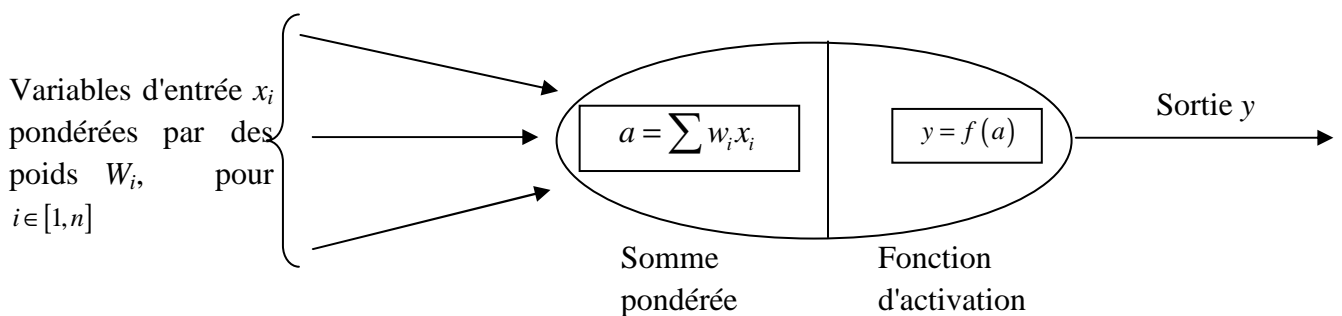 Variables d'entrée xᵢ
pondérées par des
poids Wᵢ, pour
i∈[1,n]
a = ∑ wᵢxᵢ
y = f(a)
Sortie y
Somme
pondérée
Fonction
d'activation